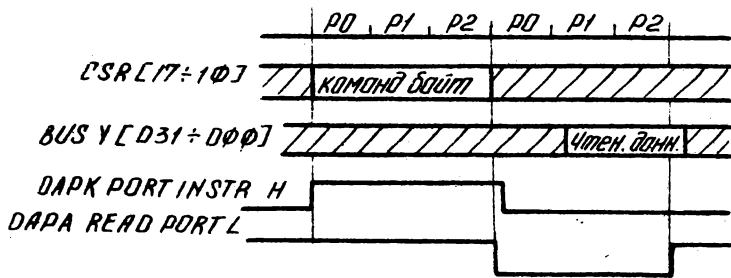 P0 P1 P2 P0 P1 P2
CSR [17÷10]
команд байт
BUS Y [D31÷D00]
Чтен. данн.
DAPK PORT INSTR H
DAPA READ PORT L